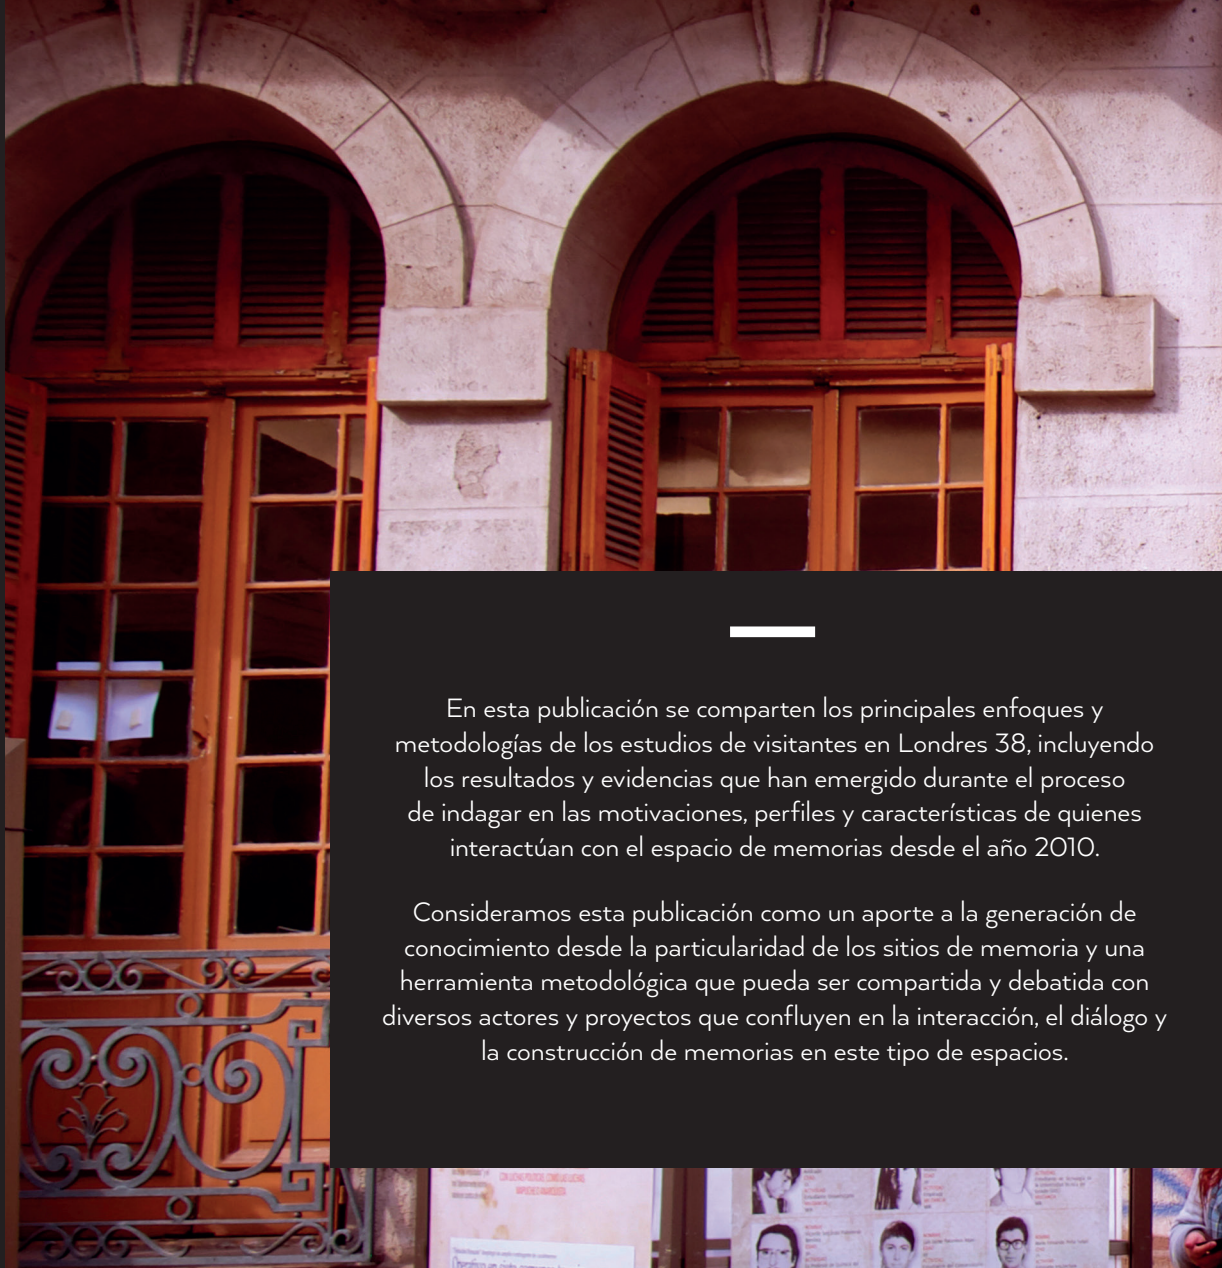 En esta publicación se comparten los principales enfoques y
metodologías de los estudios de visitantes en Londres 38, incluyendo
los resultados y evidencias que han emergido durante el proceso
de indagar en las motivaciones, perfiles y características de quienes
interactúan con el espacio de memorias desde el año 2010.
Consideramos esta publicación como un aporte a la generación de
conocimiento desde la particularidad de los sitios de memoria y una
herramienta metodológica que pueda ser compartida y debatida con
diversos actores y proyectos que confluyen en la interacción, el diálogo y
la construcción de memorias en este tipo de espacios.